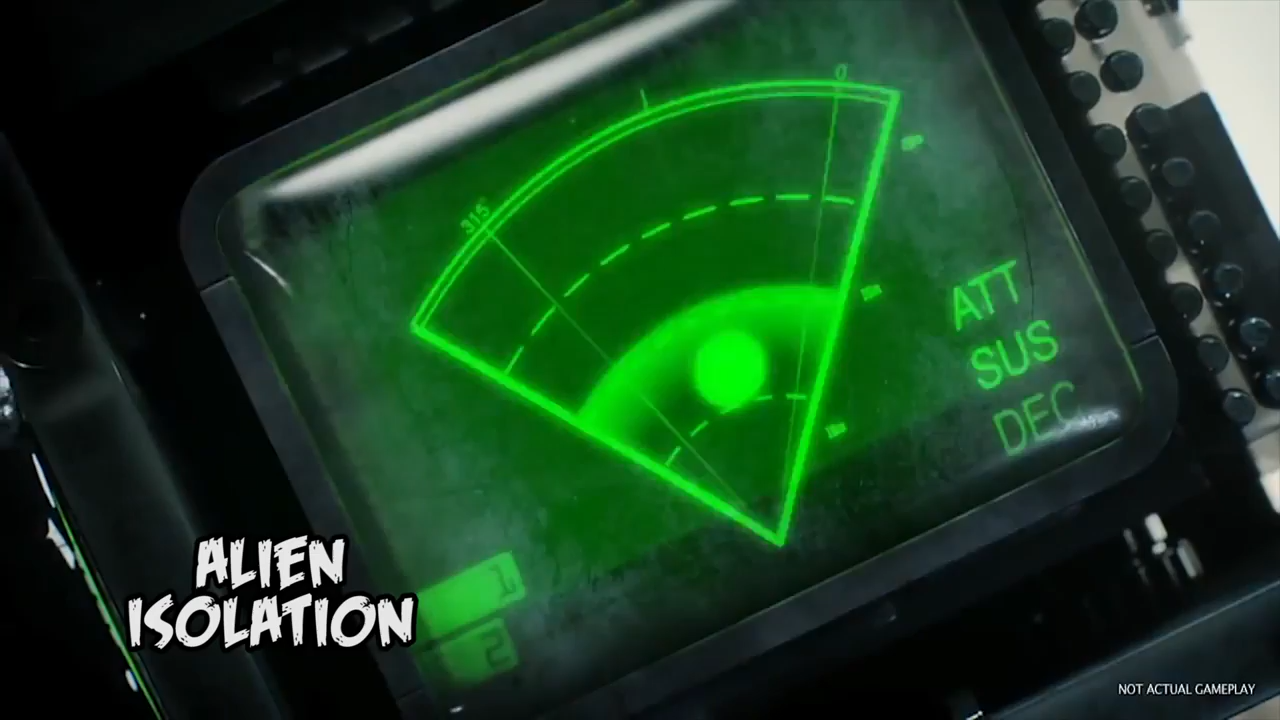 0
315°
ATT
SUS
DEC
1
2
ALIEN
ISOLATION
NOT ACTUAL GAMEPLAY